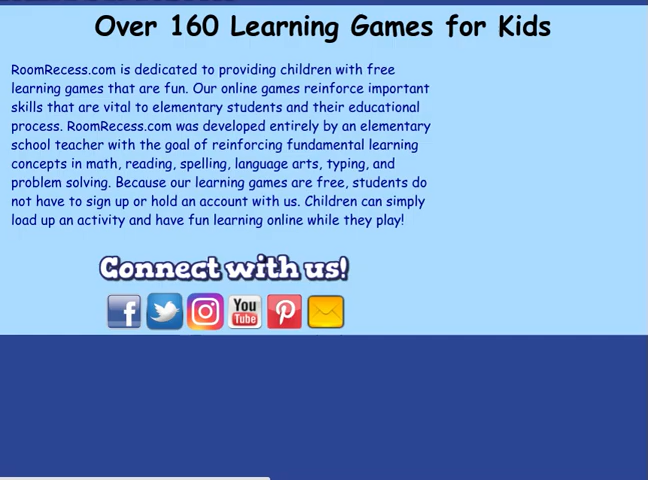 Over 160 Learning Games for Kids
RoomRecess.com is dedicated to providing children with free
learning games that are fun. Our online games reinforce important
skills that are vital to elementary students and their educational
process. RoomRecess.com was developed entirely by an elementary
school teacher with the goal of reinforcing fundamental learning
concepts in math, reading, spelling, language arts, typing, and
problem solving. Because our learning games are free, students do
not have to sign up or hold an account with us. Children can simply
load up an activity and have fun learning online while they play!
Connect with us!
f You Tube